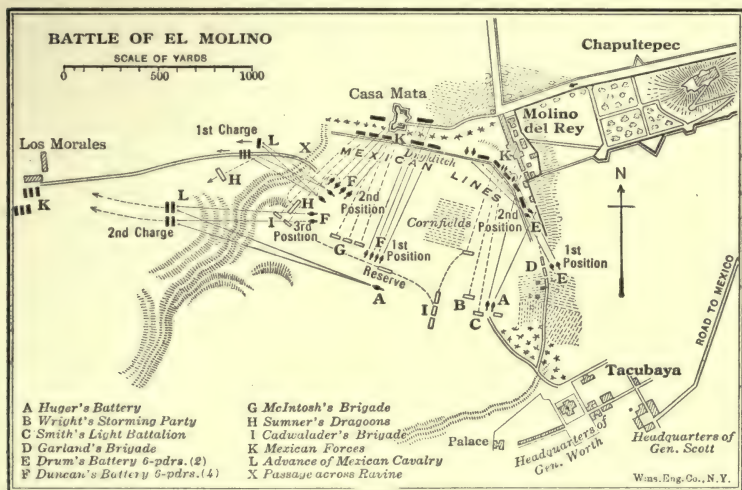 BATTLE OF EL MOLINO
SCALE OF YARDS
0 500 1000
Chapultepec
Casa Mata
Molino
del Rey
1st Charge
L
X
K
Los Morales
H
MEXICAN
LINES
Dry ditch
K
N
F
2nd
Position
K
L
H
I
F
3rd
Position
2nd Charge
Cornfields
2nd
Position
E
G
F
1st
Position
1st
Position
D
E
Reserve
A
I
B
A
C
ROAD TO MEXICO
Tacubaya
Palace
Headquarters of
Gen. Worth
Headquarters of
Gen. Scott
A Huger's Battery
B Wright's Storming Party
C Smith's Light Battalion
D Garland's Brigade
E Drum's Battery 6-pdrs.(2)
F Duncan's Battery 6-pdrs.(4)
G McIntosh's Brigade
H Sumner's Dragoons
I Cadwalader's Brigade
K Mexican Forces
L Advance of Mexican Cavalry
X Passage across Ravine
Wms. Eng. Co., N.Y.